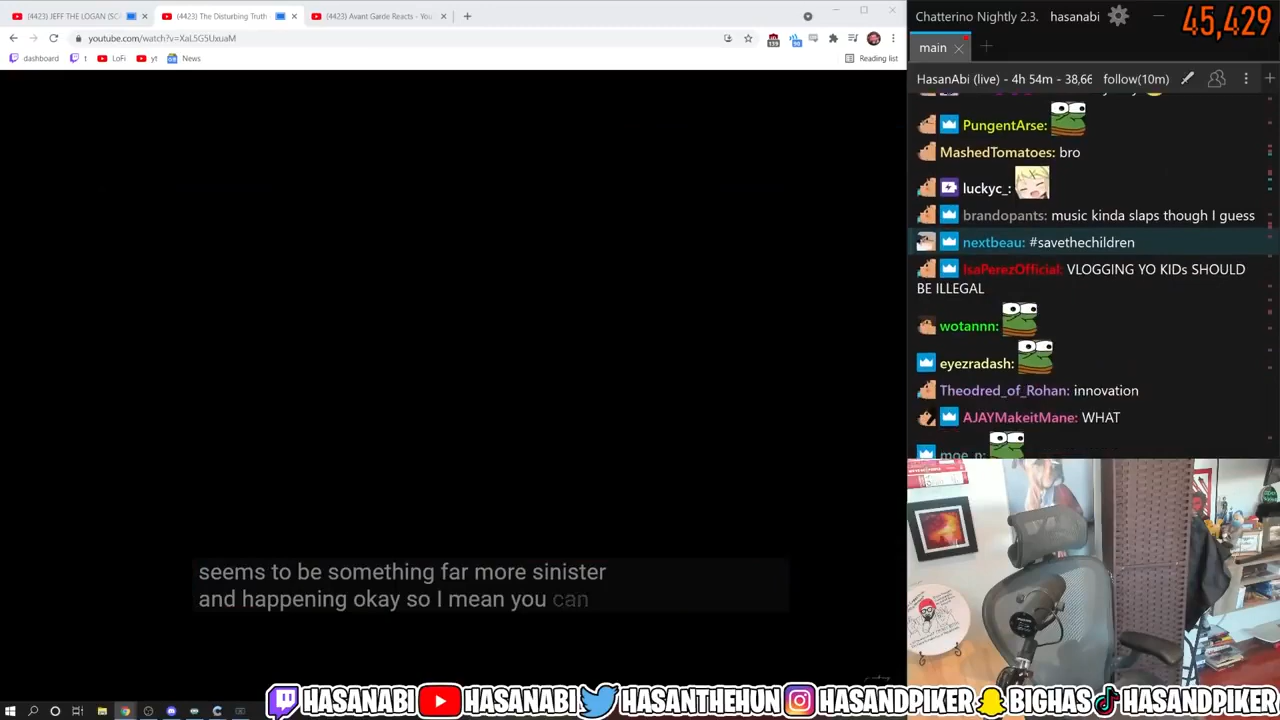 (4423) JEFF THE LOGAN (SCA
(4423) The Disturbing Truth
(4423) Avant Garde Reacts - You
youtube.com/watch?v=XaL5G5UxuaM
139
98
dashboard
t
LoFi
yt
News
Reading list
Chatterino Nightly 2.3.
hasanabi
45,429
main
HasanAbi (live) - 4h 54m - 38,66
follow(10m)
PungentArse:
MashedTomatoes: bro
luckyc_:
brandopants: music kinda slaps though I guess
nextbeau: #savethechildren
IsaPerezOfficial: VLOGGING YO KIDs SHOULD
BE ILLEGAL
wotannn:
eyezradash:
Theodred_of_Rohan: innovation
AJAYMakeitMane: WHAT
moe_n:
seems to be something far more sinister
and happening okay so I mean you can
HASANABI
HASANABI
HASANTHEHUN
HASANDPIKER
BIGHAS
HASANDPIKER